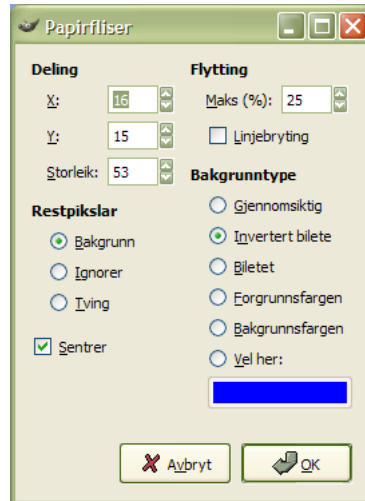 Papirfliser
Deling
X: 16
Y: 15
Storleik: 53
Restpikslar
Bakgrunn
Ignorer
Tving
Sentrer
Flytting
Maks (%): 25
Linjebryting
Bakgrunntype
Gjennomsiktig
Invertert bilete
Biletet
Forgrunnsfargen
Bakgrunnsfargen
Vel her:
Avbryt
OK